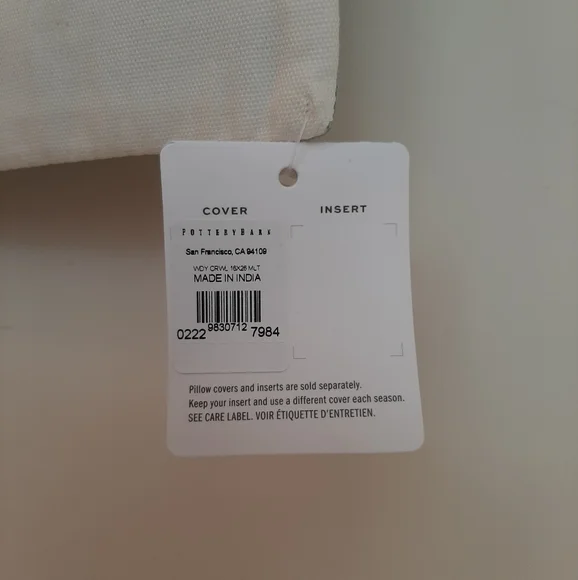 COVER
INSERT
POTTERYBARN
San Francisco, CA 94109
WDY CRWL 16X26 MLT
MADE IN INDIA
0222 9830712 7984
Pillow covers and inserts are sold separately.
Keep your insert and use a different cover each season.
SEE CARE LABEL. VOIR ÉTIQUETTE D'ENTRETIEN.